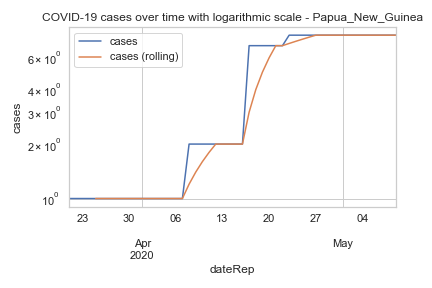 COVID-19 cases over time with logarithmic scale - Papua_New_Guinea
cases
cases (rolling)
6 × 10⁰
4 × 10⁰
3 × 10⁰
2 × 10⁰
10⁰
cases
23 30 06 13 20 27 04
Apr May
2020
dateRep